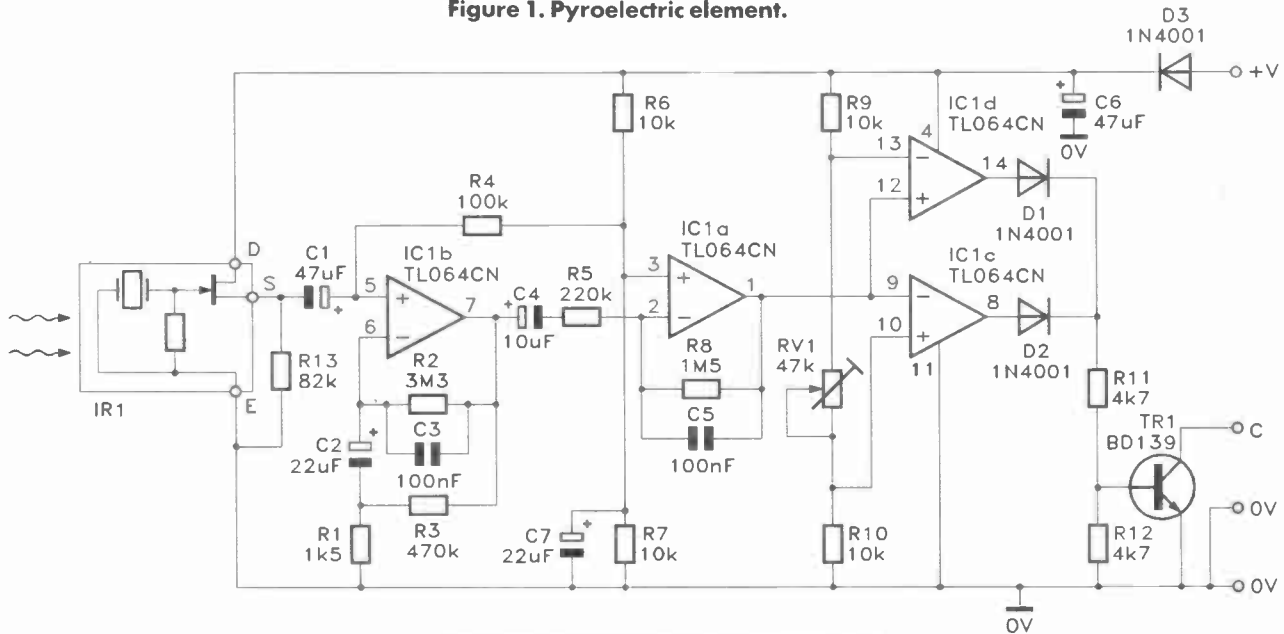 Figure 1. Pyroelectric element.
D3
1N4001
+V
R6
10k
R9
10k
IC1d
TL064CN
4
C6
47uF
0V
+
13
12
14
−
+
D1
1N4001
R4
100k
IC1b
TL064CN
IC1a
TL064CN
IC1c
TL064CN
D
S
E
IR1
C1
47uF
+
5
6
7
+
−
C4
10uF
+
R5
220k
3
2
1
+
−
9
10
8
11
−
+
D2
1N4001
R13
82k
R2
3M3
C3
100nF
R8
1M5
C5
100nF
RV1
47k
R11
4k7
TR1
BD139
C
C2
22uF
+
R1
1k5
R3
470k
C7
22uF
+
R7
10k
R10
10k
R12
4k7
0V
0V
0V